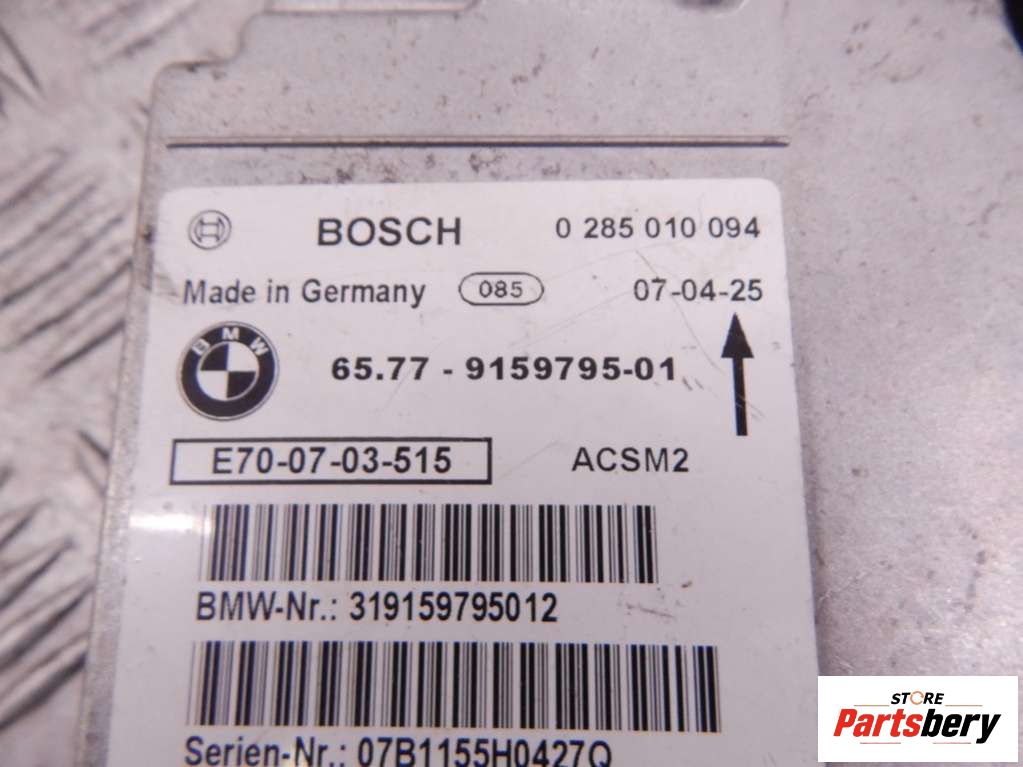 BOSCH 0 285 010 094
Made in Germany 085 07-04-25
BMW 65.77 - 9159795-01
E70-07-03-515 ACSM2
BMW-Nr.: 319159795012
Serien-Nr.: 07B1155H0427Q
STORE
Partsbery